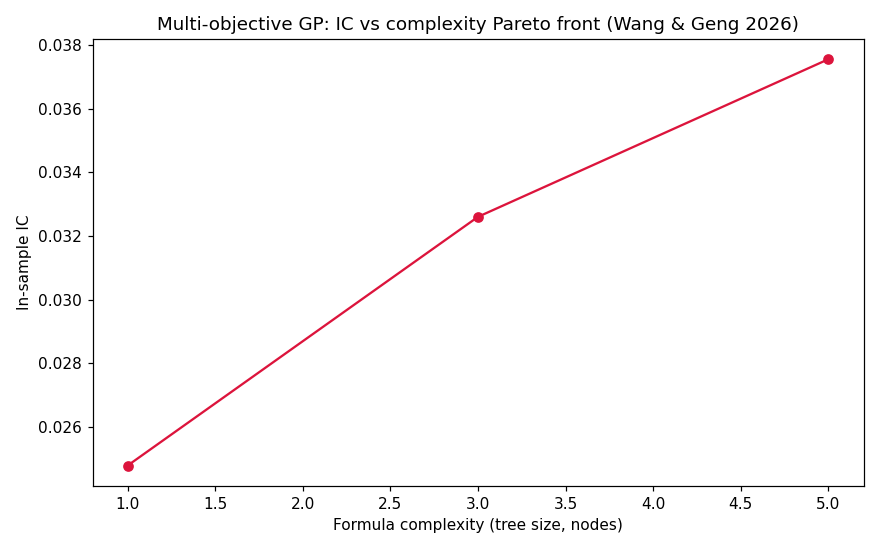 Multi-objective GP: IC vs complexity Pareto front (Wang & Geng 2026)
0.038
0.036
0.034
0.032
0.030
0.028
0.026
In-sample IC
1.0 1.5 2.0 2.5 3.0 3.5 4.0 4.5 5.0
Formula complexity (tree size, nodes)